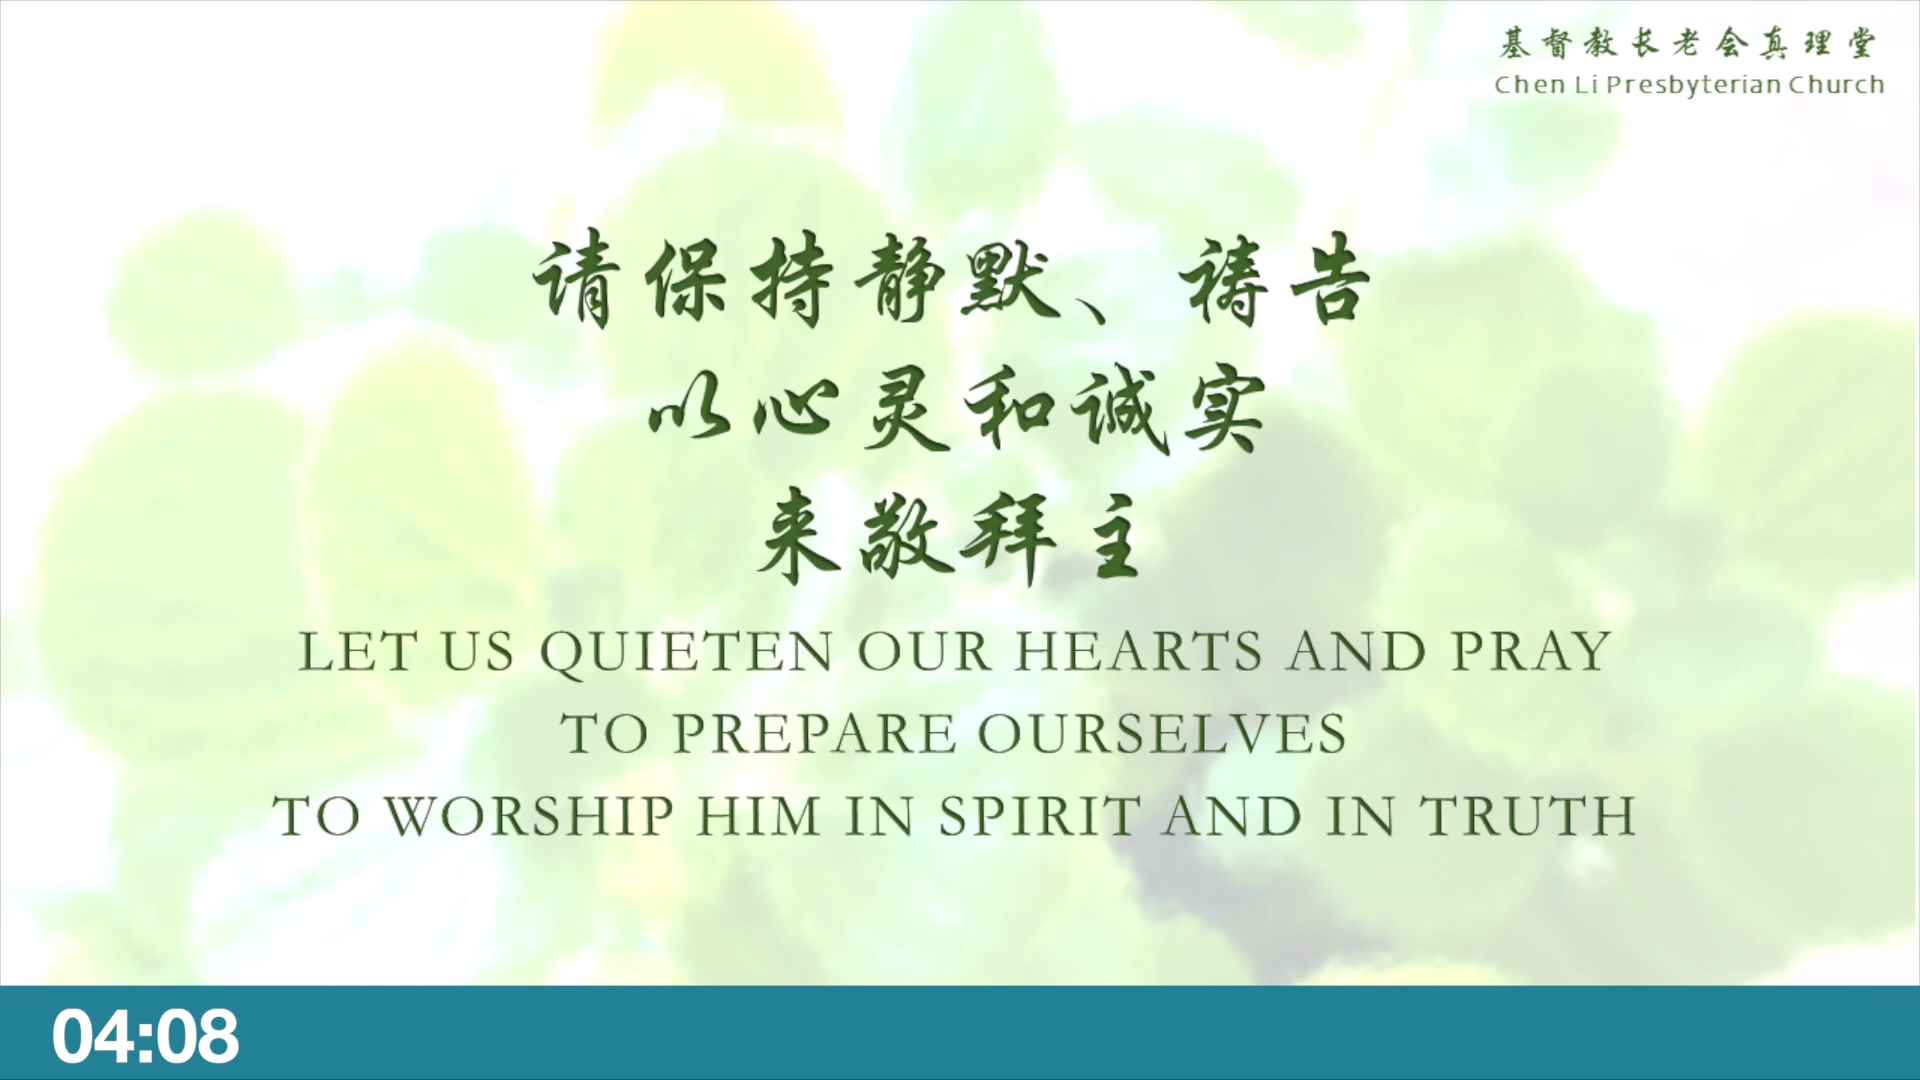 基督教长老会真理堂
Chen Li Presbyterian Church
请保持静默、祷告
以心灵和诚实
来敬拜主
LET US QUIETEN OUR HEARTS AND PRAY
TO PREPARE OURSELVES
TO WORSHIP HIM IN SPIRIT AND IN TRUTH
04:08